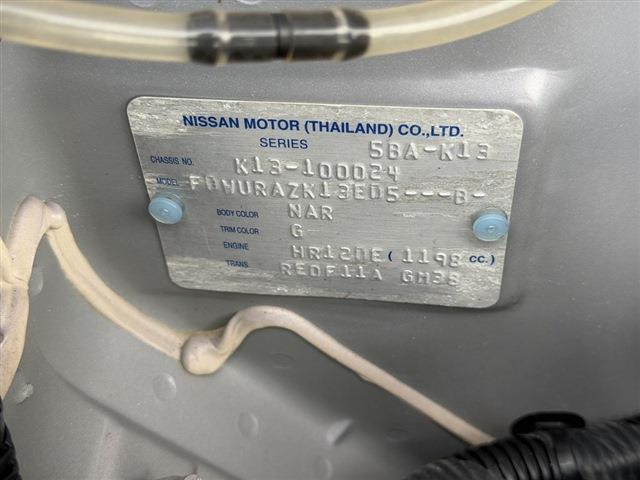 NISSAN MOTOR (THAILAND) CO.,LTD.
SERIES 5BA-K13
CHASSIS NO. K13-100024
MODEL FDWURAZK13ED5---B-
BODY COLOR NAR
TRIM COLOR G
ENGINE HR12DE ( 1198 CC.)
TRANS. RE0F11A GM38